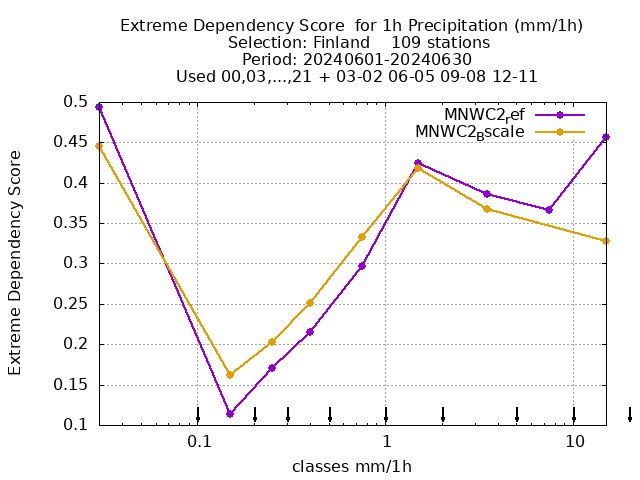 Extreme Dependency Score  for 1h Precipitation (mm/1h)
Selection: Finland    109 stations
Period: 20240601-20240630
Used 00,03,...,21 + 03-02 06-05 09-08 12-11
MNWC2ref
MNWC2Bscale
0.5
0.45
0.4
0.35
0.3
0.25
0.2
0.15
0.1
Extreme Dependency Score
0.1 1 10
classes mm/1h